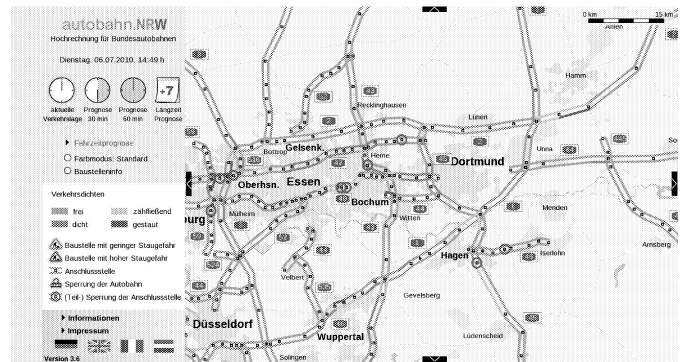 autobahn.NRW
Hochrechnung für Bundesautobahnen
Dienstag, 06.07.2010, 14:49 h
aktuelle Verkehrslage
Prognose 30 min
Prognose 60 min
+7
Langzeit Prognose
Fahrzeitprognose
Farbmodus: Standard
Baustelleninfo
Verkehrsdichten
frei
zähfließend
dicht
gestaut
Baustelle mit geringer Staugefahr
Baustelle mit hoher Staugefahr
Anschlussstelle
Sperrung der Autobahn
(Teil-) Sperrung der Anschlussstelle
Informationen
Impressum
Version 3.6
0 km
15 km
Ahlen
Hamm
Recklinghausen
Lünen
Bottrop
Gelsenk.
Herne
Unna
Dortmund
Oberhsn.
Essen
Bochum
Mülheim
Witten
Menden
Arnsberg
Hagen
Iserlohn
Velbert
Gevelsberg
Düsseldorf
Wuppertal
Lüdenscheid
Solingen